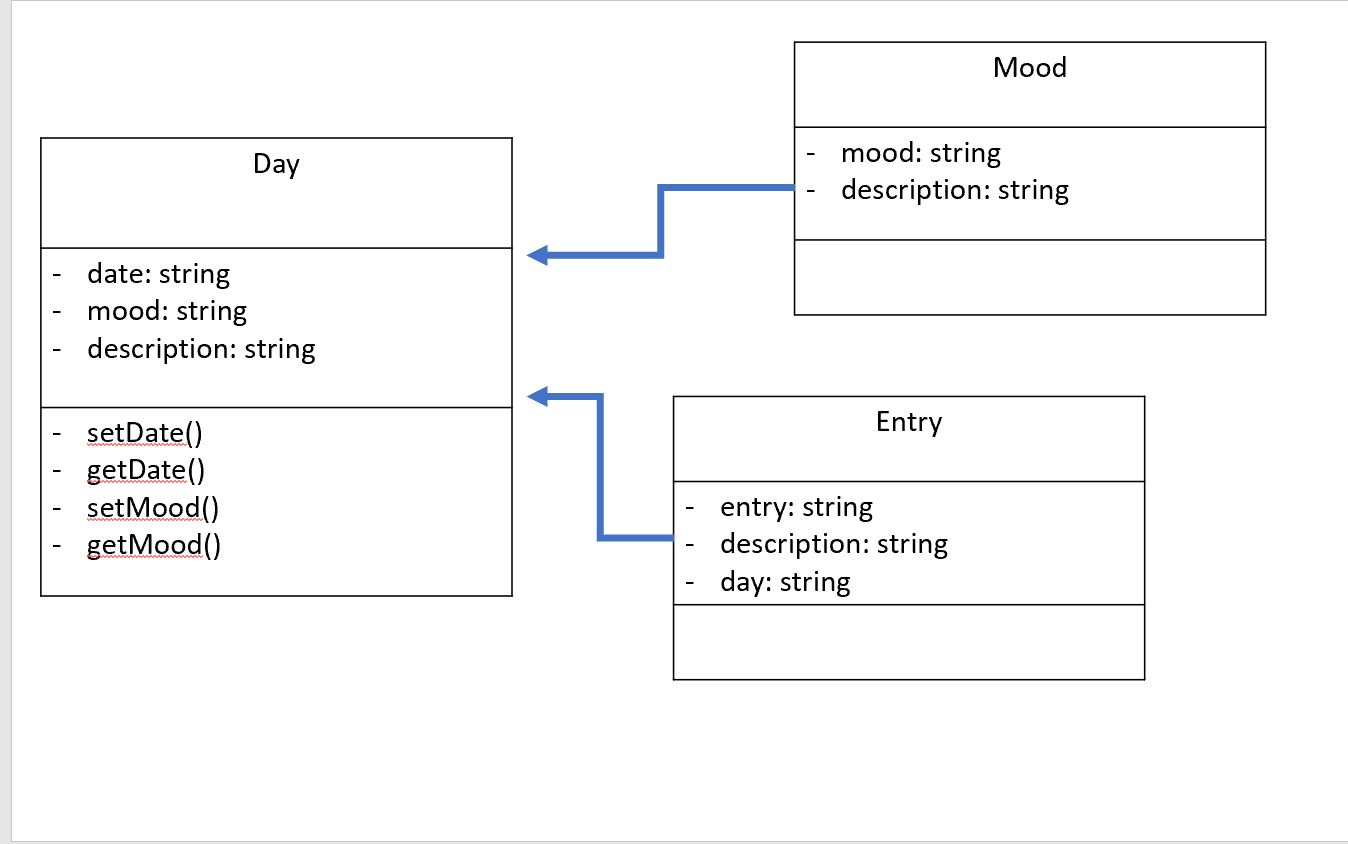 Day
- date: string
- mood: string
- description: string
- setDate()
- getDate()
- setMood()
- getMood()
Mood
- mood: string
- description: string
Entry
- entry: string
- description: string
- day: string